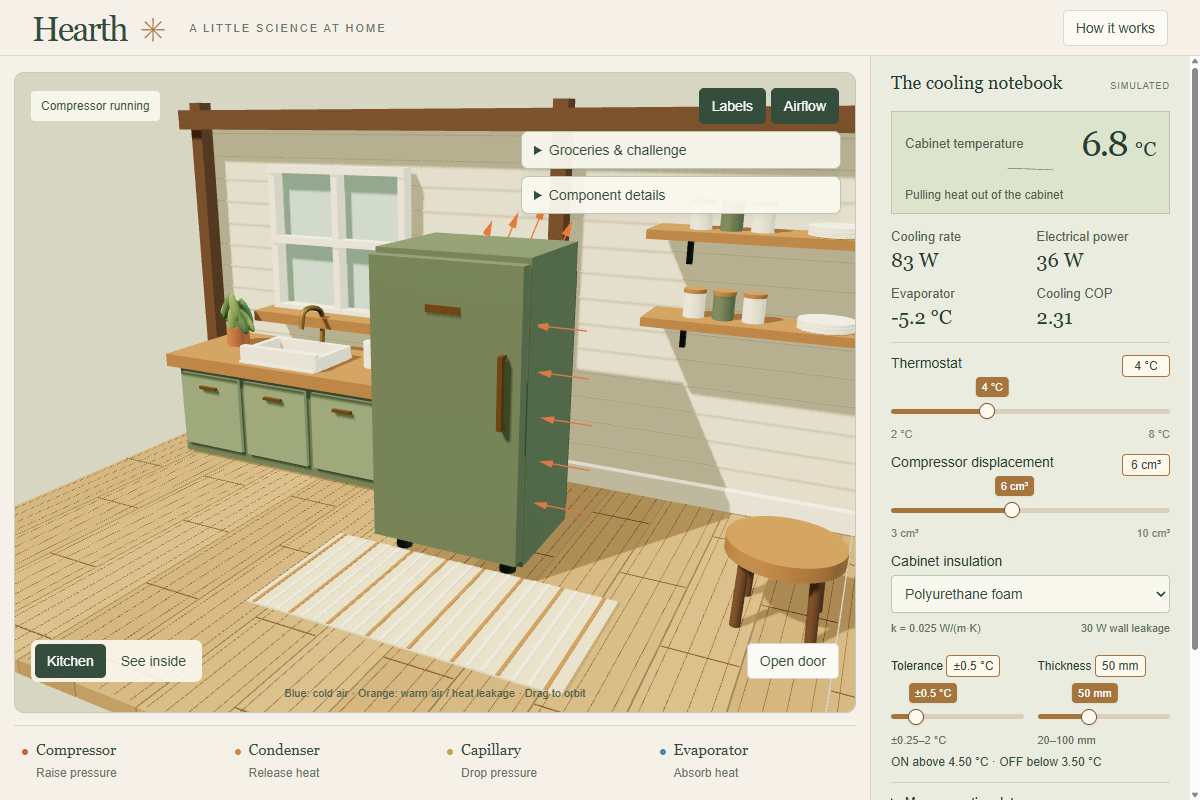 Hearth
A LITTLE SCIENCE AT HOME
How it works
Compressor running
Labels
Airflow
Groceries & challenge
Component details
Kitchen
See inside
Open door
Blue: cold air · Orange: warm air / heat leakage · Drag to orbit
Compressor
Raise pressure
Condenser
Release heat
Capillary
Drop pressure
Evaporator
Absorb heat
The cooling notebook
SIMULATED
Cabinet temperature
6.8 °C
Pulling heat out of the cabinet
Cooling rate
83 W
Electrical power
36 W
Evaporator
-5.2 °C
Cooling COP
2.31
Thermostat
4 °C
4 °C
2 °C
8 °C
Compressor displacement
6 cm³
6 cm³
3 cm³
10 cm³
Cabinet insulation
Polyurethane foam
k = 0.025 W/(m·K)
30 W wall leakage
Tolerance
±0.5 °C
±0.5 °C
±0.25–2 °C
Thickness
50 mm
50 mm
20–100 mm
ON above 4.50 °C · OFF below 3.50 °C